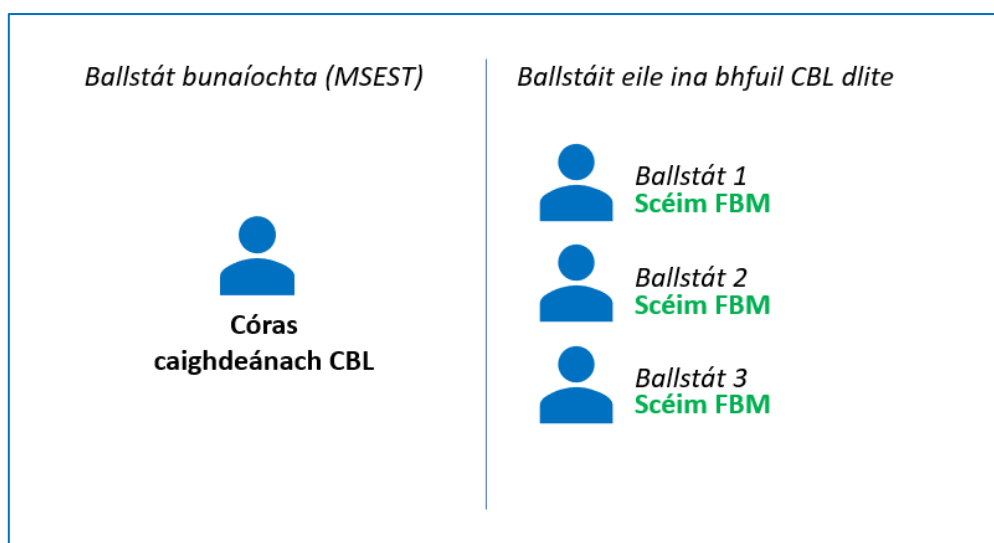 Ballstát bunaíochta (MSEST)
Córas
caighdeánach CBL
Ballstáit eile ina bhfuil CBL dlite
Ballstát 1
Scéim FBM
Ballstát 2
Scéim FBM
Ballstát 3
Scéim FBM